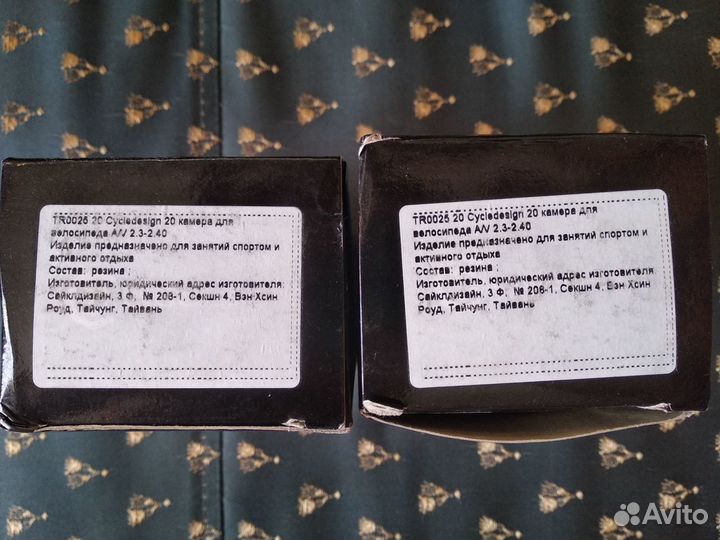 TR0025 20 Cycledesign 20 камера для
велосипеда A/V 2.3-2.40
Изделие предназначено для занятий спортом и
активного отдыха
Состав: резина ;
Изготовитель, юридический адрес изготовителя:
Сайклдизайн, 3 Ф, № 206-1, Секшн 4, Вэн Хсин
Роуд, Тайчунг, Тайвань
TR0025 20 Cycledesign 20 камера для
велосипеда A/V 2.3-2.40
Изделие предназначено для занятий спортом и
активного отдыха
Состав: резина ;
Изготовитель, юридический адрес изготовителя:
Сайклдизайн, 3 Ф, № 206-1, Секшн 4, Вэн Хсин
Роуд, Тайчунг, Тайвань
Avito